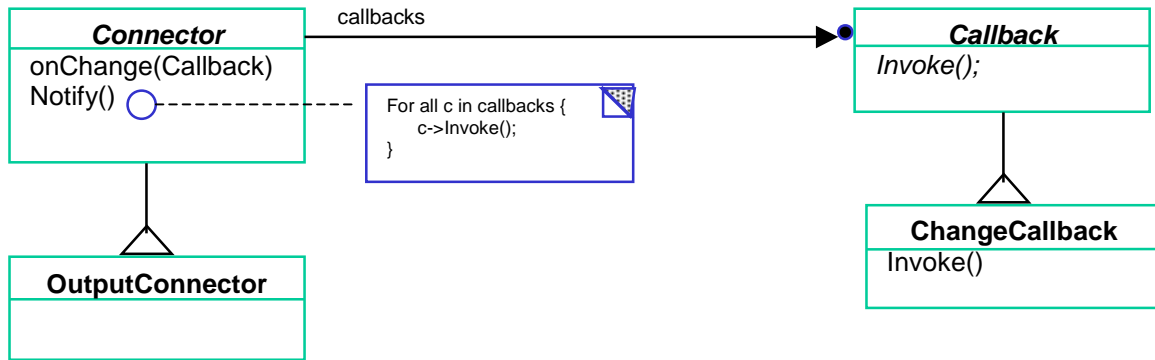 callbacks
Connector
onChange(Callback)
Notify()
For all c in callbacks {
c->Invoke();
}
OutputConnector
Callback
Invoke();
ChangeCallback
Invoke()